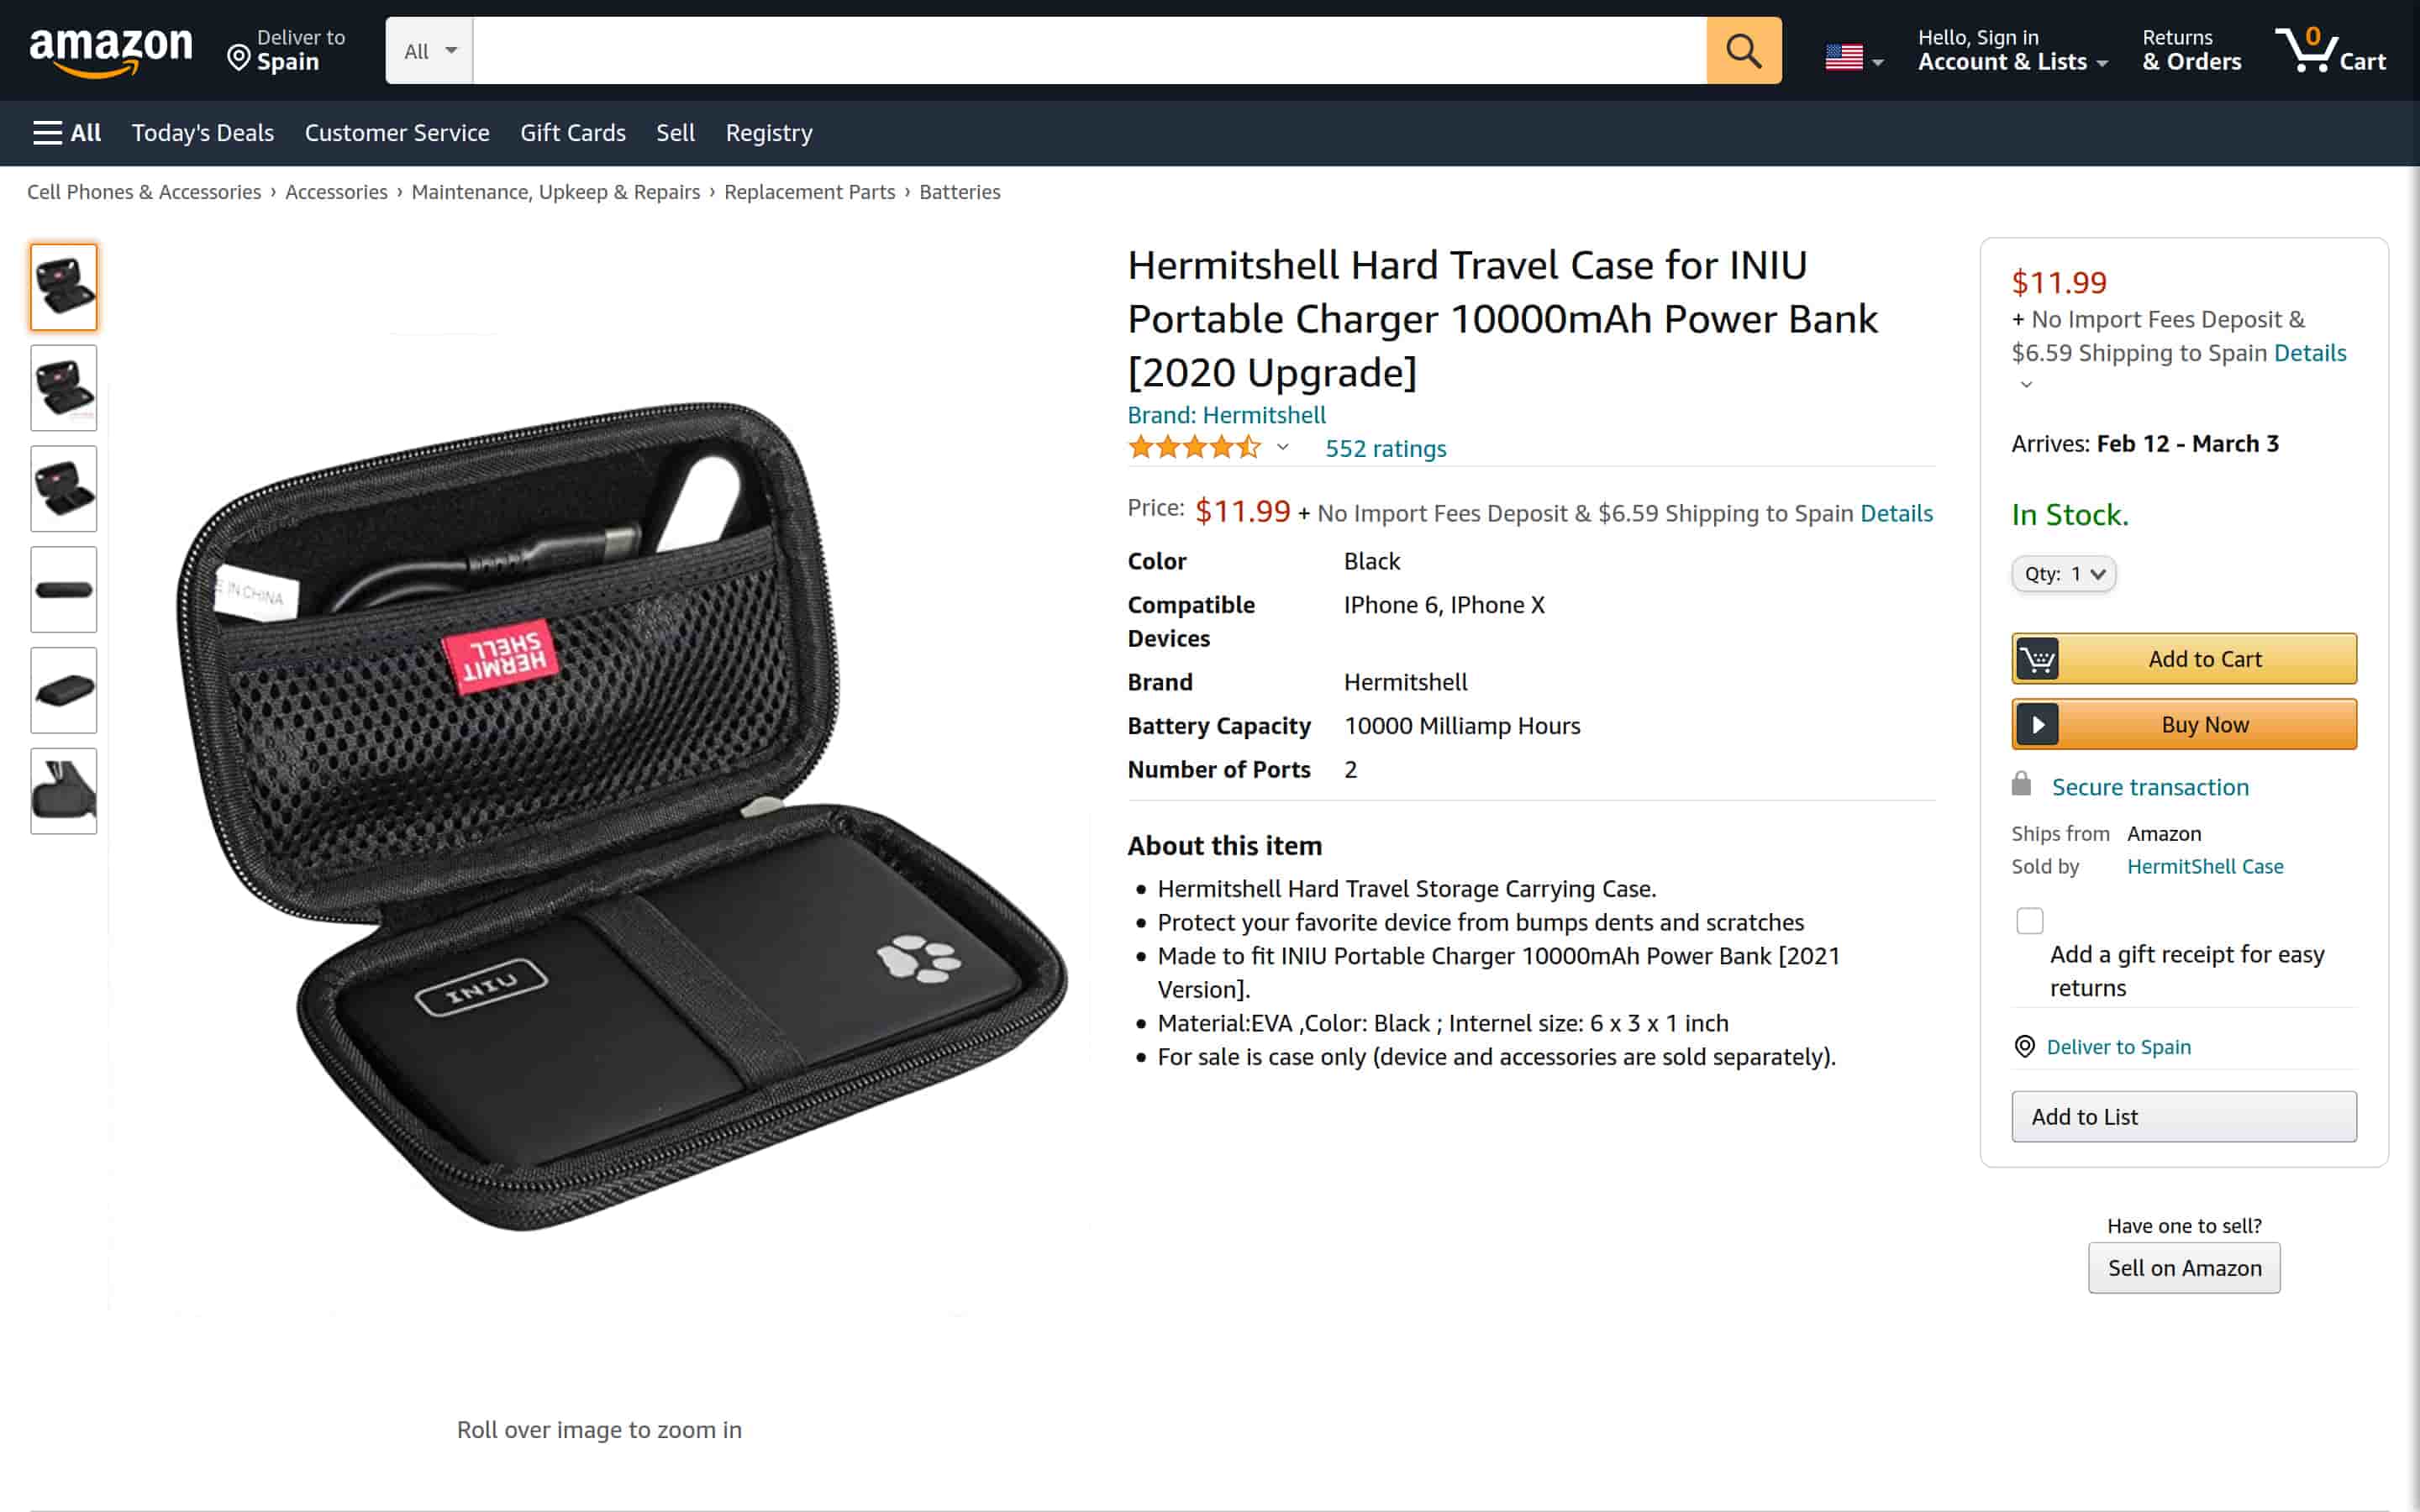 amazon
Deliver to
Spain
All
Hello, Sign in
Account & Lists
Returns
& Orders
0
Cart
All
Today's Deals
Customer Service
Gift Cards
Sell
Registry
Cell Phones & Accessories › Accessories › Maintenance, Upkeep & Repairs › Replacement Parts › Batteries
E IN CHINA
HERMIT
SHELL
INIU
Roll over image to zoom in
Hermitshell Hard Travel Case for INIU
Portable Charger 10000mAh Power Bank
[2020 Upgrade]
Brand: Hermitshell
552 ratings
Price: $11.99 + No Import Fees Deposit & $6.59 Shipping to Spain Details
Color Black
Compatible IPhone 6, IPhone X
Devices
Brand Hermitshell
Battery Capacity 10000 Milliamp Hours
Number of Ports 2
About this item
• Hermitshell Hard Travel Storage Carrying Case.
• Protect your favorite device from bumps dents and scratches
• Made to fit INIU Portable Charger 10000mAh Power Bank [2021
Version].
• Material:EVA ,Color: Black ; Internel size: 6 x 3 x 1 inch
• For sale is case only (device and accessories are sold separately).
$11.99
+ No Import Fees Deposit &
$6.59 Shipping to Spain Details
Arrives: Feb 12 - March 3
In Stock.
Qty: 1
Add to Cart
Buy Now
Secure transaction
Ships from Amazon
Sold by HermitShell Case
Add a gift receipt for easy
returns
Deliver to Spain
Add to List
Have one to sell?
Sell on Amazon